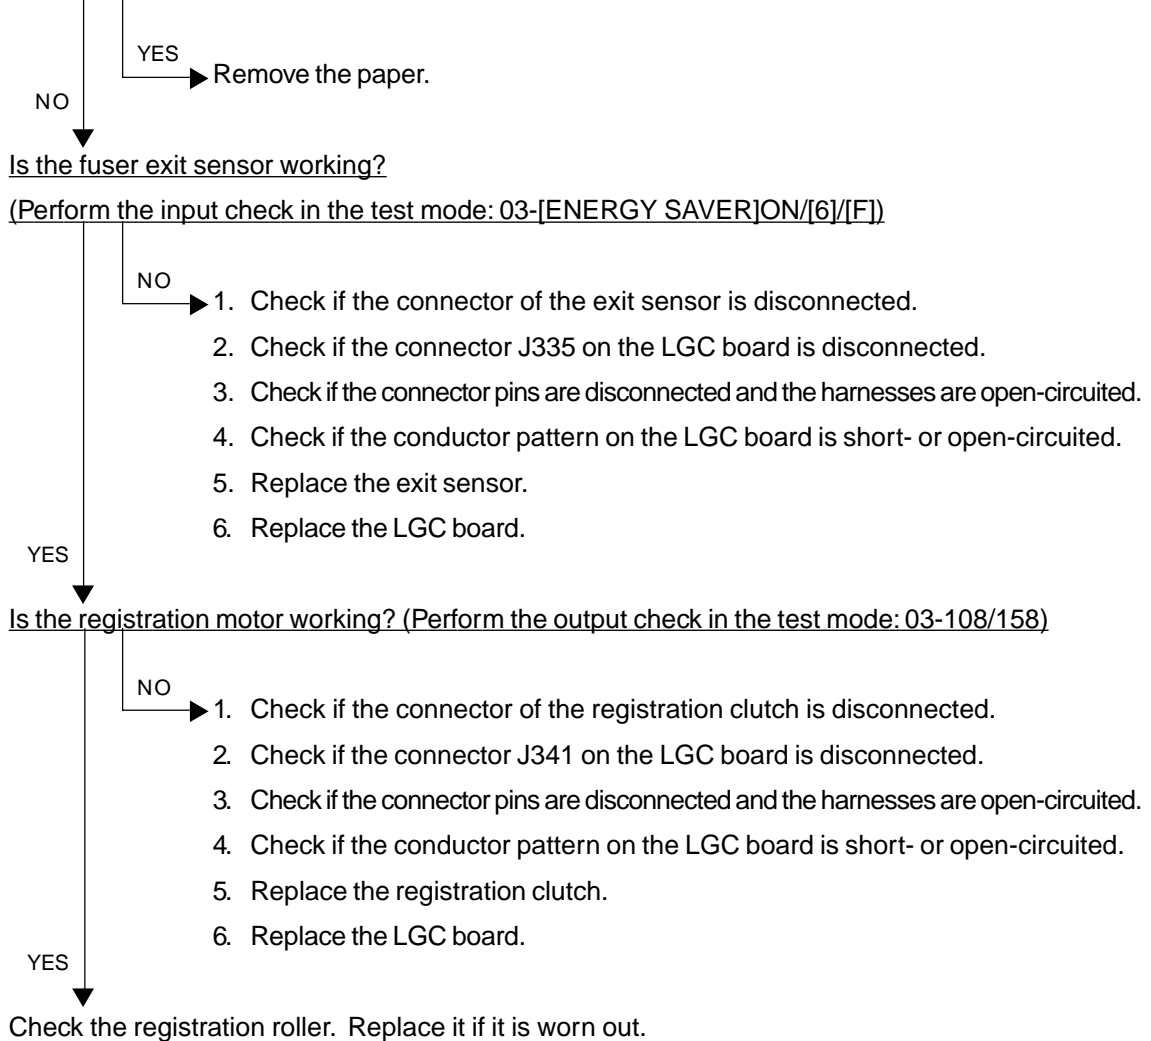 YES
Remove the paper.
NO
Is the fuser exit sensor working?
(Perform the input check in the test mode: 03-[ENERGY SAVER]ON/[6]/[F])
NO
1. Check if the connector of the exit sensor is disconnected.
2. Check if the connector J335 on the LGC board is disconnected.
3. Check if the connector pins are disconnected and the harnesses are open-circuited.
4. Check if the conductor pattern on the LGC board is short- or open-circuited.
5. Replace the exit sensor.
6. Replace the LGC board.
YES
Is the registration motor working? (Perform the output check in the test mode: 03-108/158)
NO
1. Check if the connector of the registration clutch is disconnected.
2. Check if the connector J341 on the LGC board is disconnected.
3. Check if the connector pins are disconnected and the harnesses are open-circuited.
4. Check if the conductor pattern on the LGC board is short- or open-circuited.
5. Replace the registration clutch.
6. Replace the LGC board.
YES
Check the registration roller. Replace it if it is worn out.